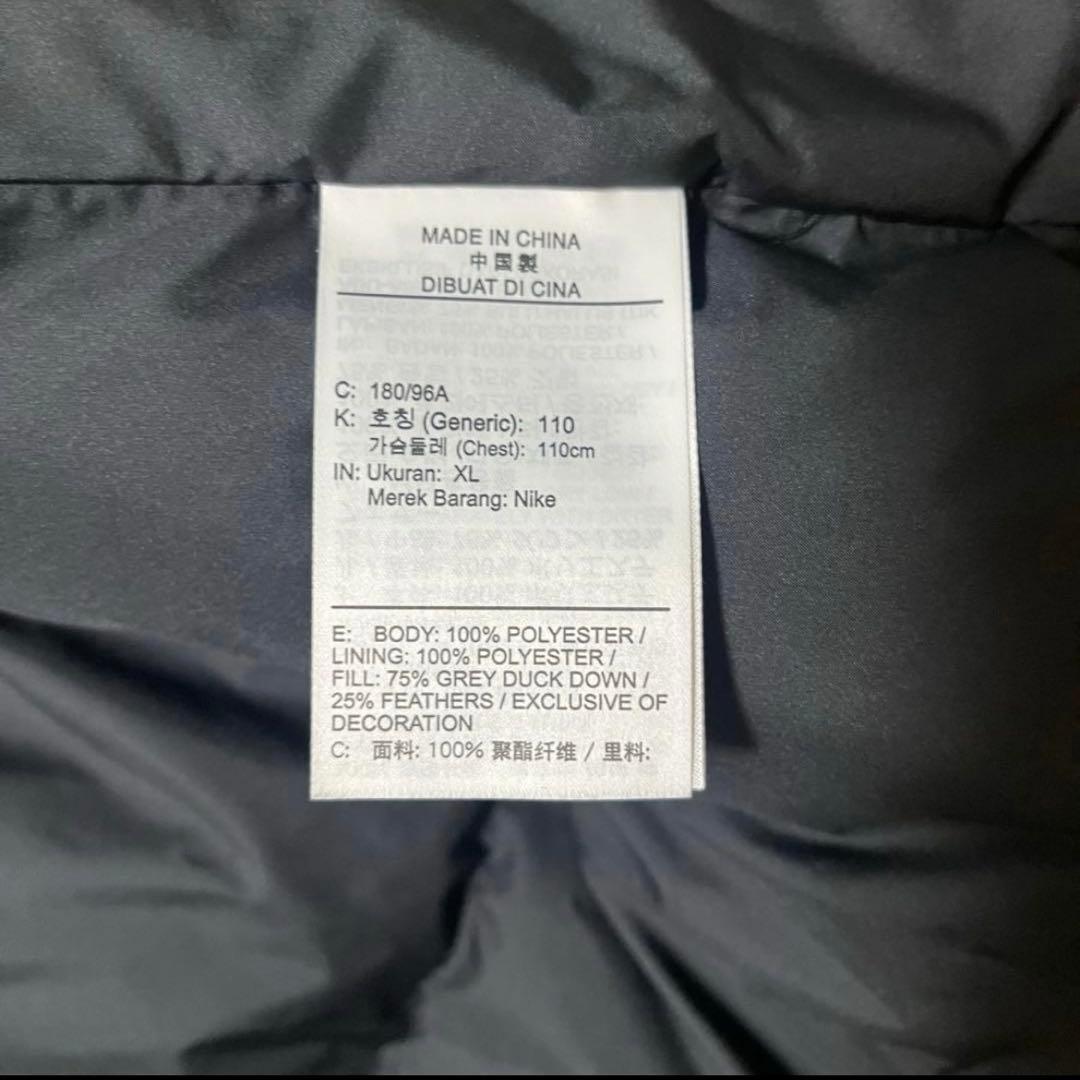 MADE IN CHINA
中国製
DIBUAT DI CINA
C: 180/96A
K: 호칭 (Generic): 110
가슴둘레 (Chest): 110cm
IN: Ukuran: XL
Merek Barang: Nike
E: BODY: 100% POLYESTER /
LINING: 100% POLYESTER /
FILL: 75% GREY DUCK DOWN /
25% FEATHERS / EXCLUSIVE OF
DECORATION
C: 面料: 100% 聚酯纤维 / 里料: